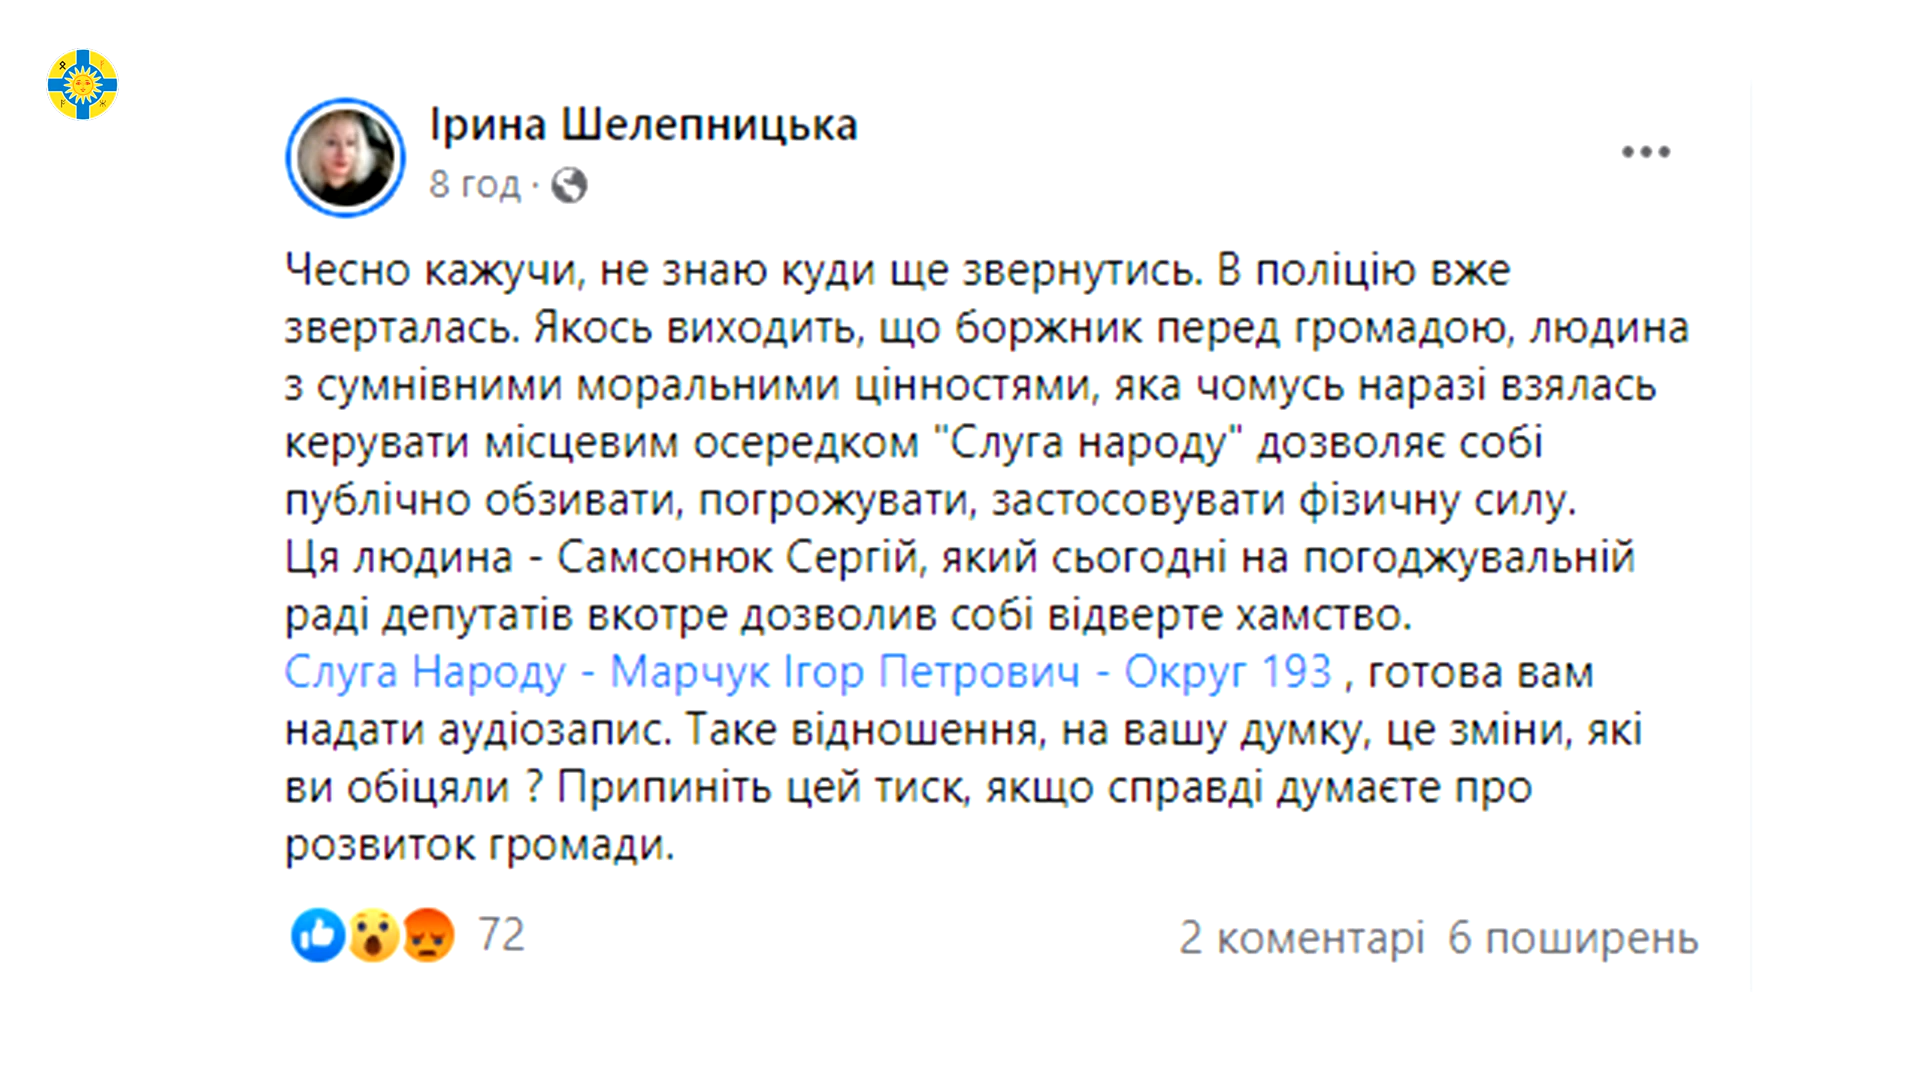 Ірина Шелепницька
8 год ·
Чесно кажучи, не знаю куди ще звернутись. В поліцію вже
зверталась. Якось виходить, що боржник перед громадою, людина
з сумнівними моральними цінностями, яка чомусь наразі взялась
керувати місцевим осередком "Слуга народу" дозволяє собі
публічно обзивати, погрожувати, застосовувати фізичну силу.
Ця людина - Самсонюк Сергій, який сьогодні на погоджувальній
раді депутатів вкотре дозволив собі відверте хамство.
Слуга Народу - Марчук Ігор Петрович - Округ 193 , готова вам
надати аудіозапис. Таке відношення, на вашу думку, це зміни, які
ви обіцяли ? Припиніть цей тиск, якщо справді думаєте про
розвиток громади.
72
2 коментарі 6 поширень